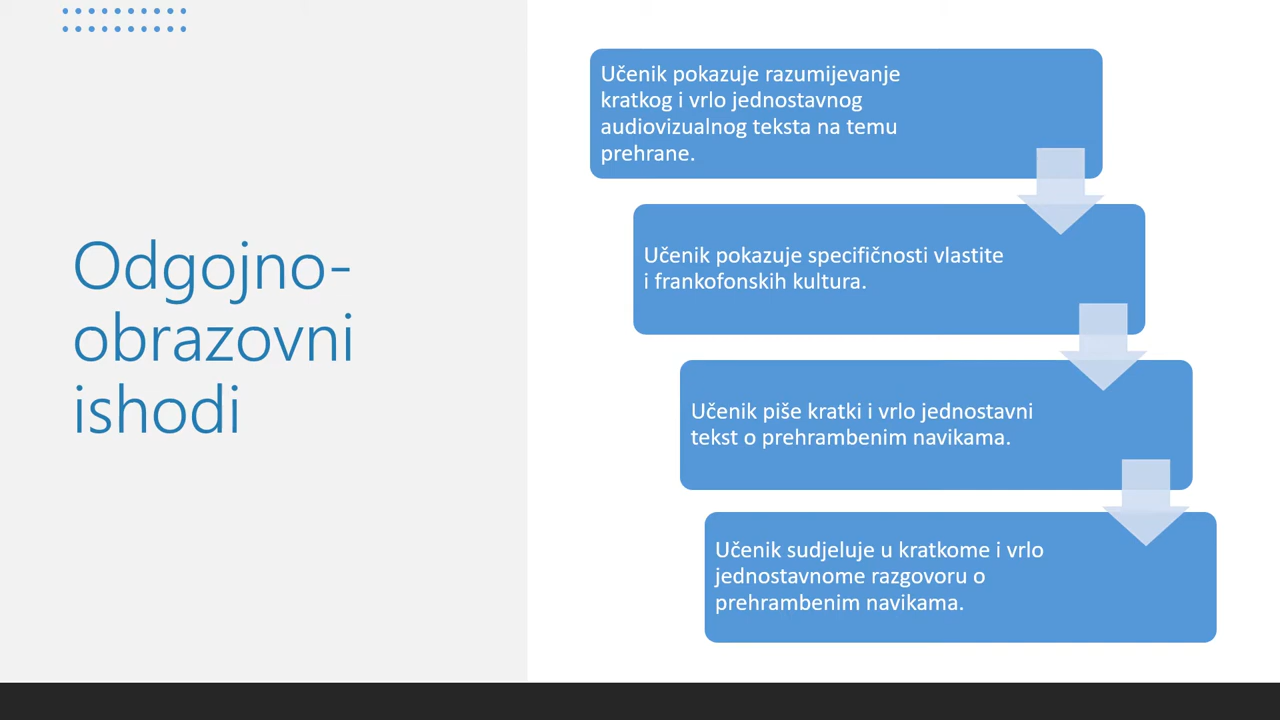 Odgojno-
obrazovni
ishodi
Učenik pokazuje razumijevanje
kratkog i vrlo jednostavnog
audiovizualnog teksta na temu
prehrane.
Učenik pokazuje specifičnosti vlastite
i frankofonskih kultura.
Učenik piše kratki i vrlo jednostavni
tekst o prehrambenim navikama.
Učenik sudjeluje u kratkome i vrlo
jednostavnome razgovoru o
prehrambenim navikama.